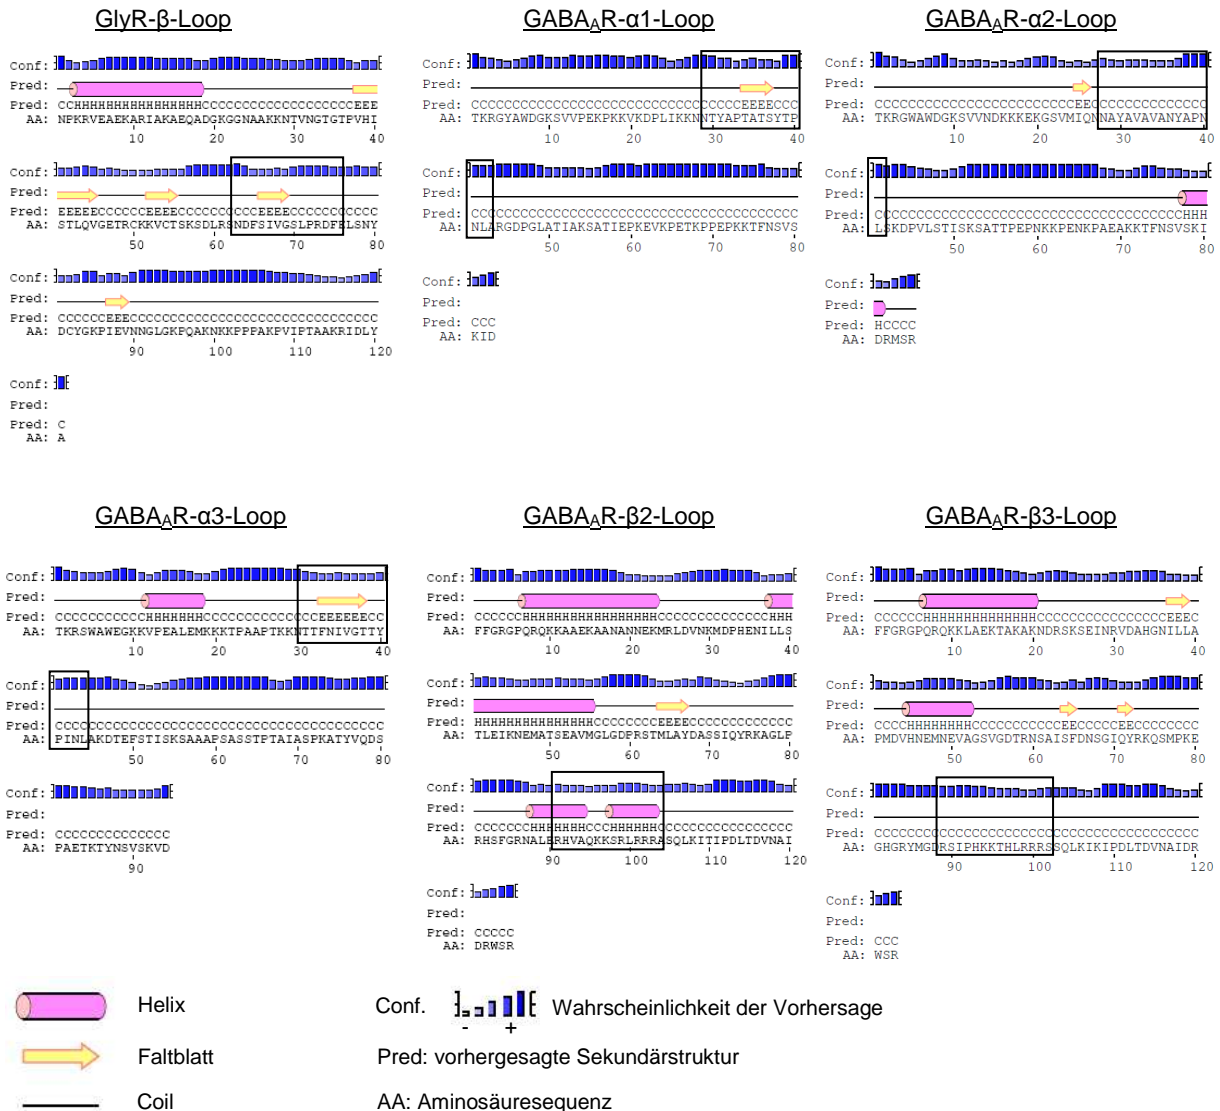 GlyR-β-Loop
Conf:
Pred:
Pred: CCHHHHHHHHHHHHHHHHCCCCCCCCCCCCCCCCCCCEEE
AA: NPKRVEAEKARIAKAEQADGKGGNAAKKNTVNGTGTPVHI
10 20 30 40
Conf:
Pred:
Pred: EEEEECCCCCCEEEECCCCCCCCCCEEEECCCCCCCCCCC
AA: STLQVGETRCKKVCTSKSDLRSNDFSIVGSLPRDFELSNY
50 60 70 80
Conf:
Pred:
Pred: CCCCCCEEECCCCCCCCCCCCCCCCCCCCCCCCCCCCCCC
AA: DCYGKPIEVNNGLGKPQAKNKKPPPAKPVIPTAAKRIDLY
90 100 110 120
Conf:
Pred:
Pred: C
AA: A
GABAAR-α1-Loop
Conf:
Pred:
Pred: CCCCCCCCCCCCCCCCCCCCCCCCCCCCCCCCCEEEECCC
AA: TKRGYAWDGKSVVPEKPKKVKDPLIKKNNTYAPTATSYTP
10 20 30 40
Conf:
Pred:
Pred: CCCCCCCCCCCCCCCCCCCCCCCCCCCCCCCCCCCCCCCC
AA: NLARGDPGLATIAKSATIEPKEVKPETKPPEPKKTFNSVS
50 60 70 80
Conf:
Pred:
Pred: CCC
AA: KID
GABAAR-α2-Loop
Conf:
Pred:
Pred: CCCCCCCCCCCCCCCCCCCCCCCCEECCCCCCCCCCCCCC
AA: TKRGWAWDGKSVVNDKKKEKGSVMIQNNAYAVAVANYAPN
10 20 30 40
Conf:
Pred:
Pred: CCCCCCCCCCCCCCCCCCCCCCCCCCCCCCCCCCCCCHHH
AA: LSKDPVLSTISKSATTPEPNKKPENKPAEAKKTFNSVSKI
50 60 70 80
Conf:
Pred:
Pred: HCCCC
AA: DRMSR
GABAAR-α3-Loop
Conf:
Pred:
Pred: CCCCCCCCCCCHHHHHHHCCCCCCCCCCCCCCEEEEEECC
AA: TKRSWAWEGKKVPEALEMKKKTPAAPTKKNTTFNIVGTTY
10 20 30 40
Conf:
Pred:
Pred: CCCCCCCCCCCCCCCCCCCCCCCCCCCCCCCCCCCCCCCC
AA: PINLAKDTEFSTISKSAAAPSASSTPTAIASPKATYVQDS
50 60 70 80
Conf:
Pred:
Pred: CCCCCCCCCCCCCC
AA: PAETKTYNSVSKVD
90
GABAAR-β2-Loop
Conf:
Pred:
Pred: CCCCCCHHHHHHHHHHHHHHHHHCCCCCCCCCCCCCCHHH
AA: FFGRGPQRQKKAAEKAANANNEKMRLDVNKMDPHENILLS
10 20 30 40
Conf:
Pred:
Pred: HHHHHHHHHHHHHHHCCCCCCCCEEEECCCCCCCCCCCCC
AA: TLEIKNEMATSEAVMGLGDPRSTMLAYDASSIQYRKAGLP
50 60 70 80
Conf:
Pred:
Pred: CCCCCCCHHHHHHHCCCHHHHHHCCCCCCCCCCCCCCCCC
AA: RHSFGRNALERHVAQKKSRLRRRASQLKITIPDLTDVNAI
90 100 110 120
Conf:
Pred:
Pred: CCCCC
AA: DRWSR
GABAAR-β3-Loop
Conf:
Pred:
Pred: CCCCCCHHHHHHHHHHHHHHCCCCCCCCCCCCCCCCEEEC
AA: FFGRGPQRQKKLAEKTAKAKNDRSKSEINRVDAHGNILLA
10 20 30 40
Conf:
Pred:
Pred: CCCCHHHHHHHHCCCCCCCCCCCEECCCCCEECCCCCCCC
AA: PMDVHNEMNEVAGSVGDTRNSAISFDNSGIQYRKQSMPKE
50 60 70 80
Conf:
Pred:
Pred: CCCCCCCCCCCCCCCCCCCCCCCCCCCCCCCCCCCCCCCC
AA: GHGRYMGDRSIPHKKTHLRRRSSQLKIKIPDLTDVNAIDR
90 100 110 120
Conf:
Pred:
Pred: CCC
AA: WSR
Helix
Conf. - + Wahrscheinlichkeit der Vorhersage
Faltblatt
Pred: vorhergesagte Sekundärstruktur
Coil
AA: Aminosäuresequenz